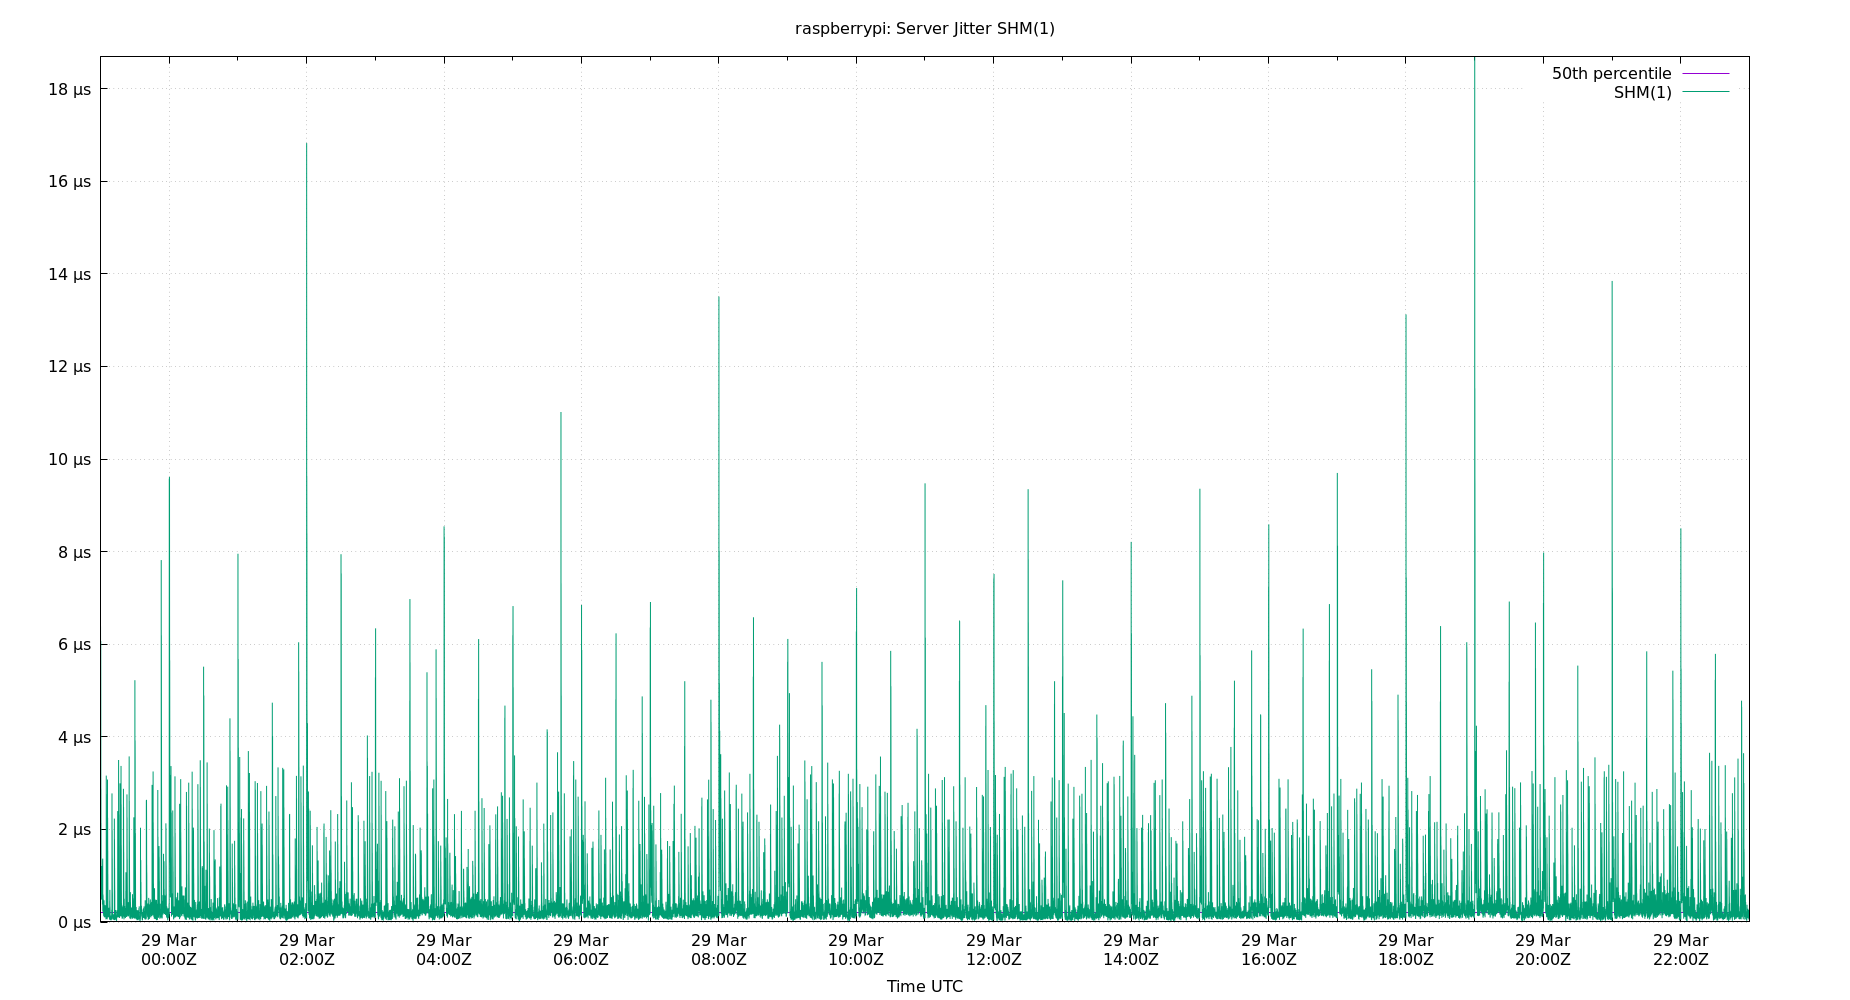 raspberrypi: Server Jitter SHM(1)
50th percentile
SHM(1)
18 µs
16 µs
14 µs
12 µs
10 µs
8 µs
6 µs
4 µs
2 µs
0 µs
29 Mar 29 Mar 29 Mar 29 Mar 29 Mar 29 Mar 29 Mar 29 Mar 29 Mar 29 Mar 29 Mar 29 Mar
00:00Z 02:00Z 04:00Z 06:00Z 08:00Z 10:00Z 12:00Z 14:00Z 16:00Z 18:00Z 20:00Z 22:00Z
Time UTC